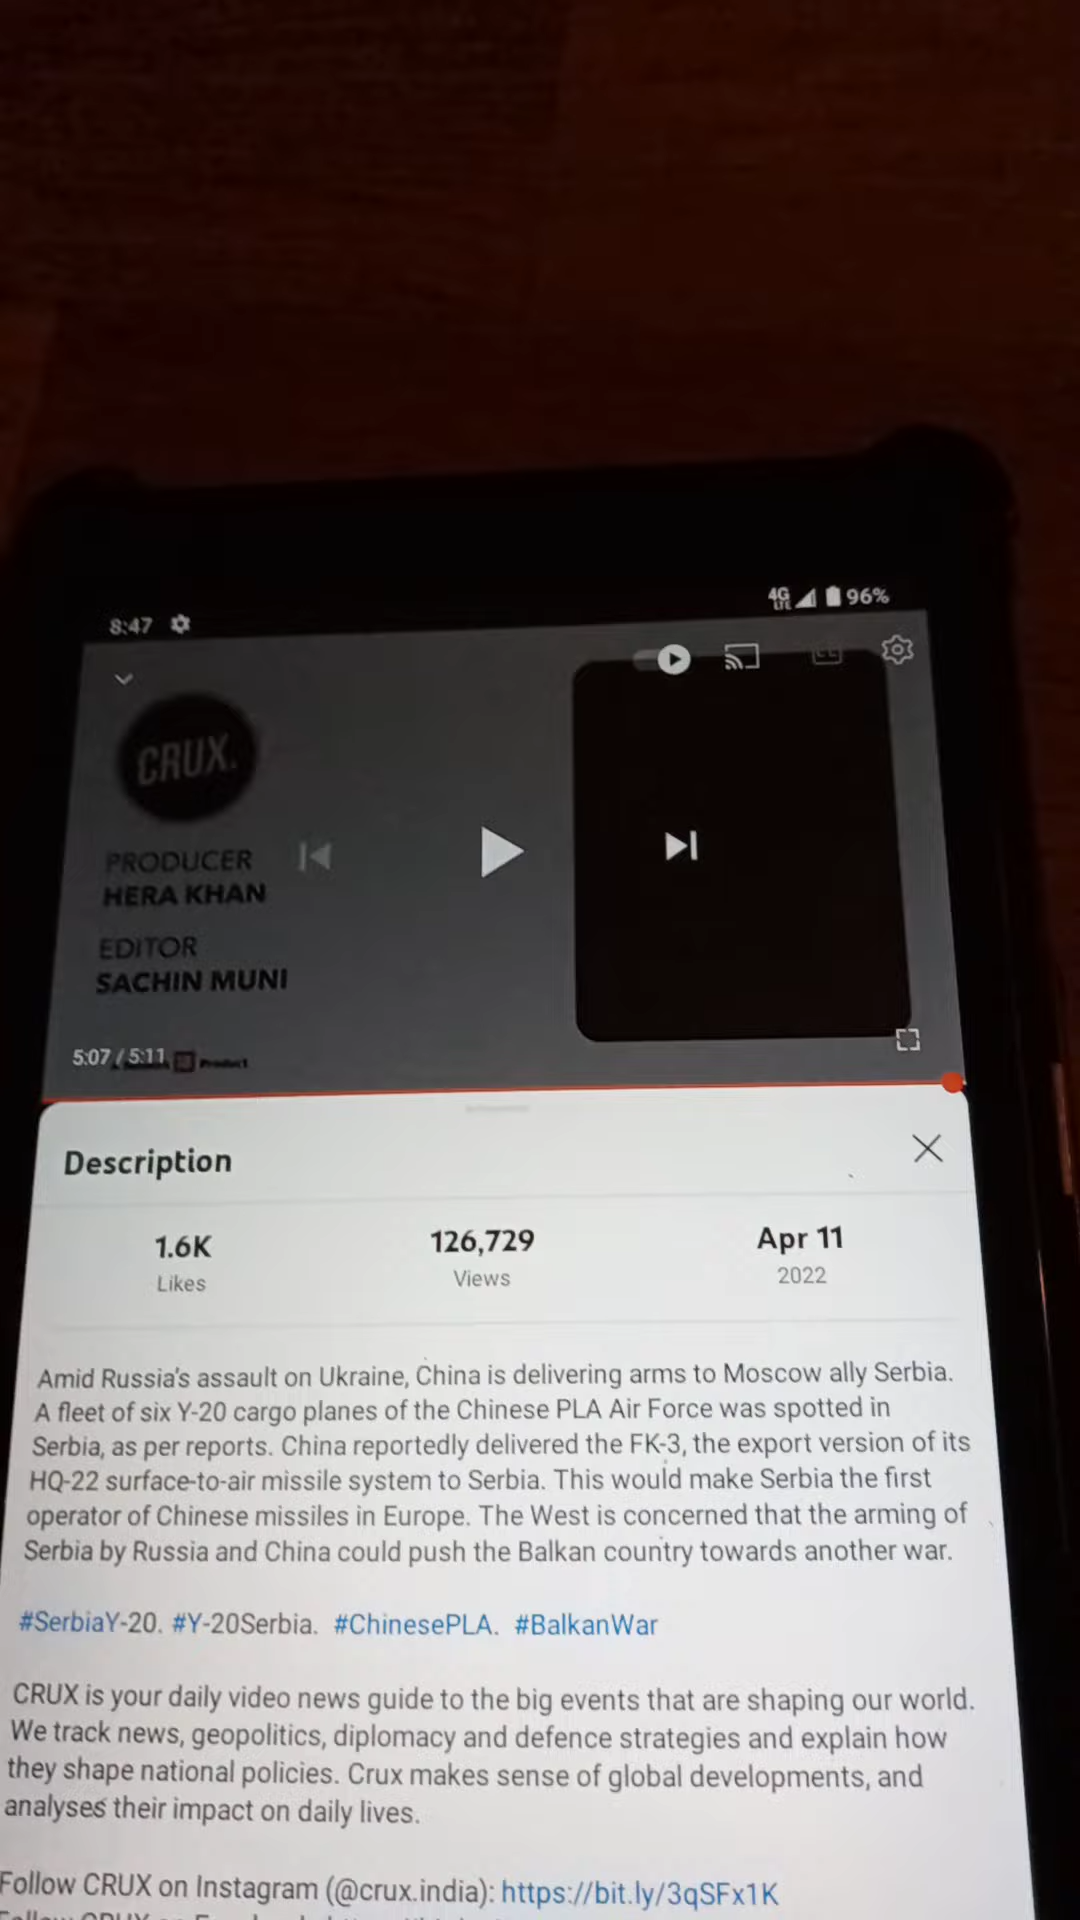 8:47
4G LTE 96%
CRUX.
PRODUCER
HERA KHAN
EDITOR
SACHIN MUNI
5:07 / 5:11
Product
Description
1.6K
126,729
Apr 11
Likes
Views
2022
Amid Russia's assault on Ukraine, China is delivering arms to Moscow ally Serbia.
A fleet of six Y-20 cargo planes of the Chinese PLA Air Force was spotted in
Serbia, as per reports. China reportedly delivered the FK-3, the export version of its
HQ-22 surface-to-air missile system to Serbia. This would make Serbia the first
operator of Chinese missiles in Europe. The West is concerned that the arming of
Serbia by Russia and China could push the Balkan country towards another war.
#SerbiaY-20. #Y-20Serbia. #ChinesePLA. #BalkanWar
CRUX is your daily video news guide to the big events that are shaping our world.
We track news, geopolitics, diplomacy and defence strategies and explain how
they shape national policies. Crux makes sense of global developments, and
analyses their impact on daily lives.
Follow CRUX on Instagram (@crux.india): https://bit.ly/3qSFx1K